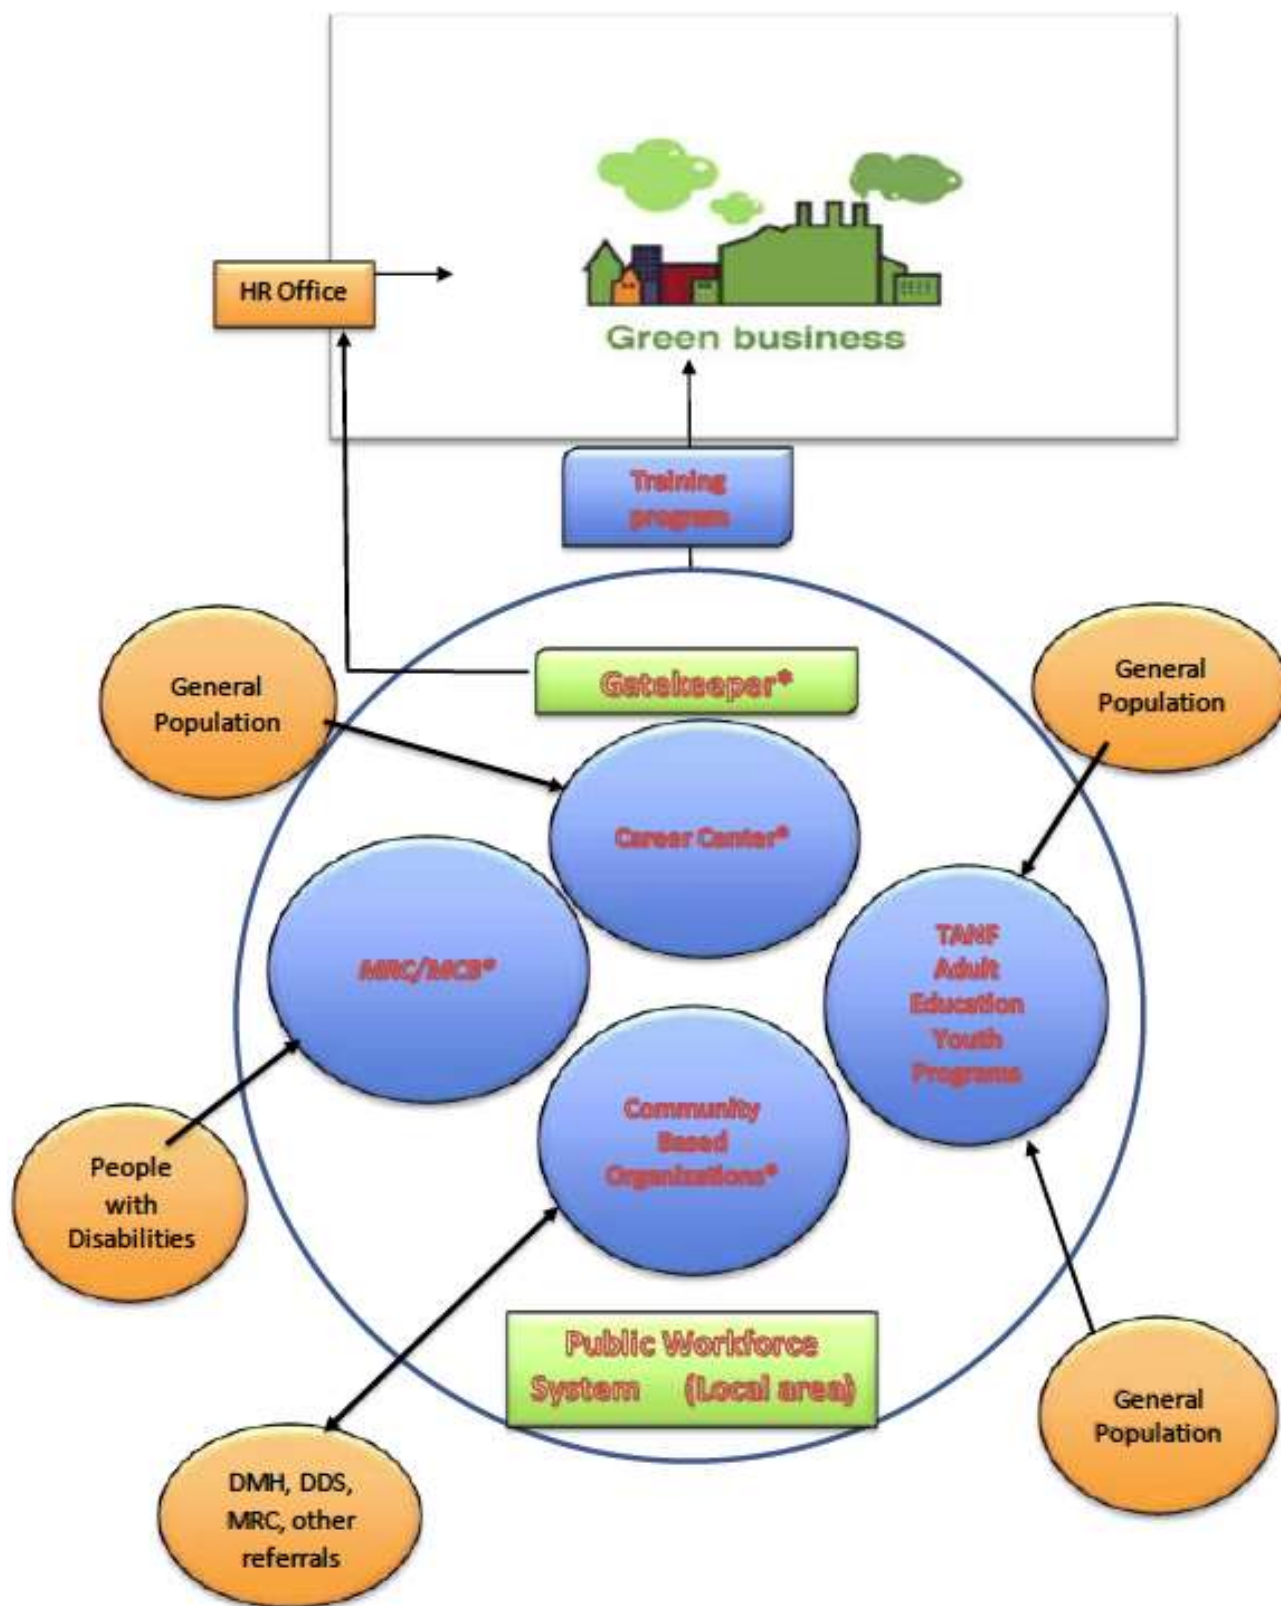 HR Office
Green business
Training
program
Gatekeeper*
General
Population
General
Population
Career Center*
MRC/MCB*
TANF
Adult
Education
Youth
Programs
Community
Based
Organizations*
People
with
Disabilities
Public Workforce
System (Local area)
General
Population
DMH, DDS,
MRC, other
referrals